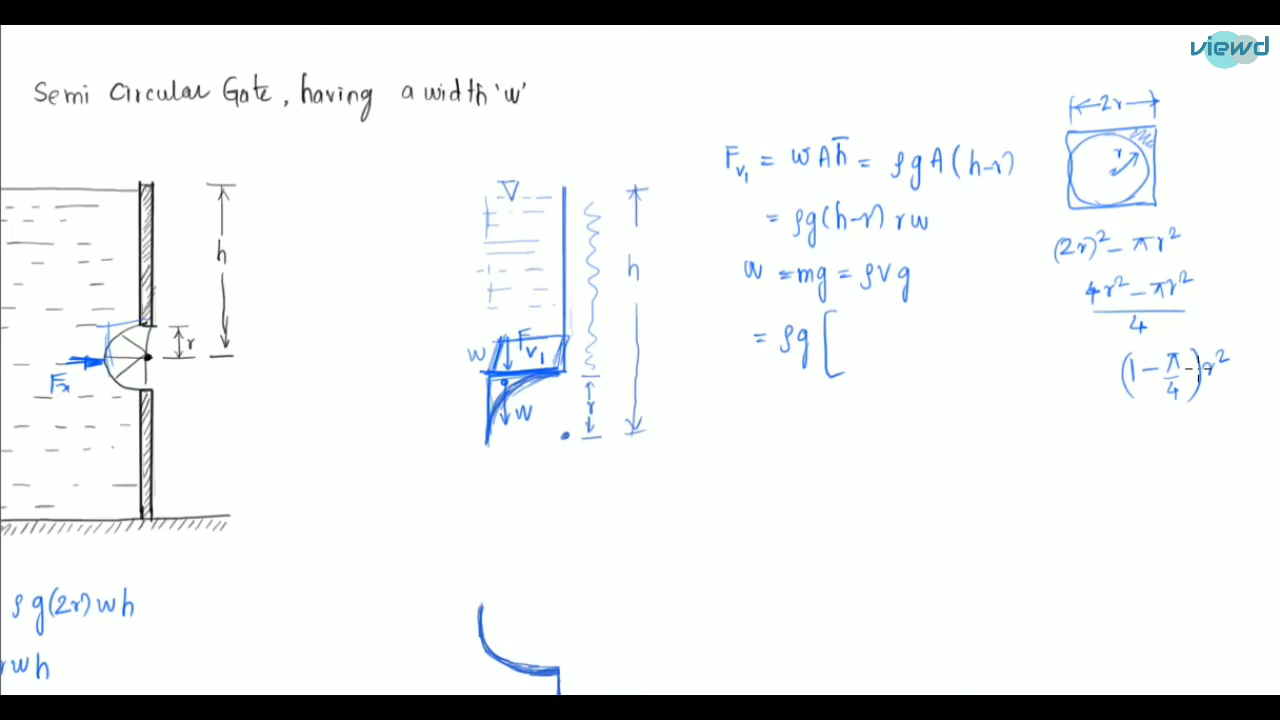 viewd
Semi Circular Gate, having a width 'w'
h
r
Fx
h
w
Fv1
W
r
Fv1 = wAh̄ = ρgA(h-r)
= ρg(h-r) rw
W = mg = ρVg
= ρg[
2r
r
(2r)² - πr²
4r² - πr²
4
(1 - π/4 -)r²
ρg(2r)wh
rwh